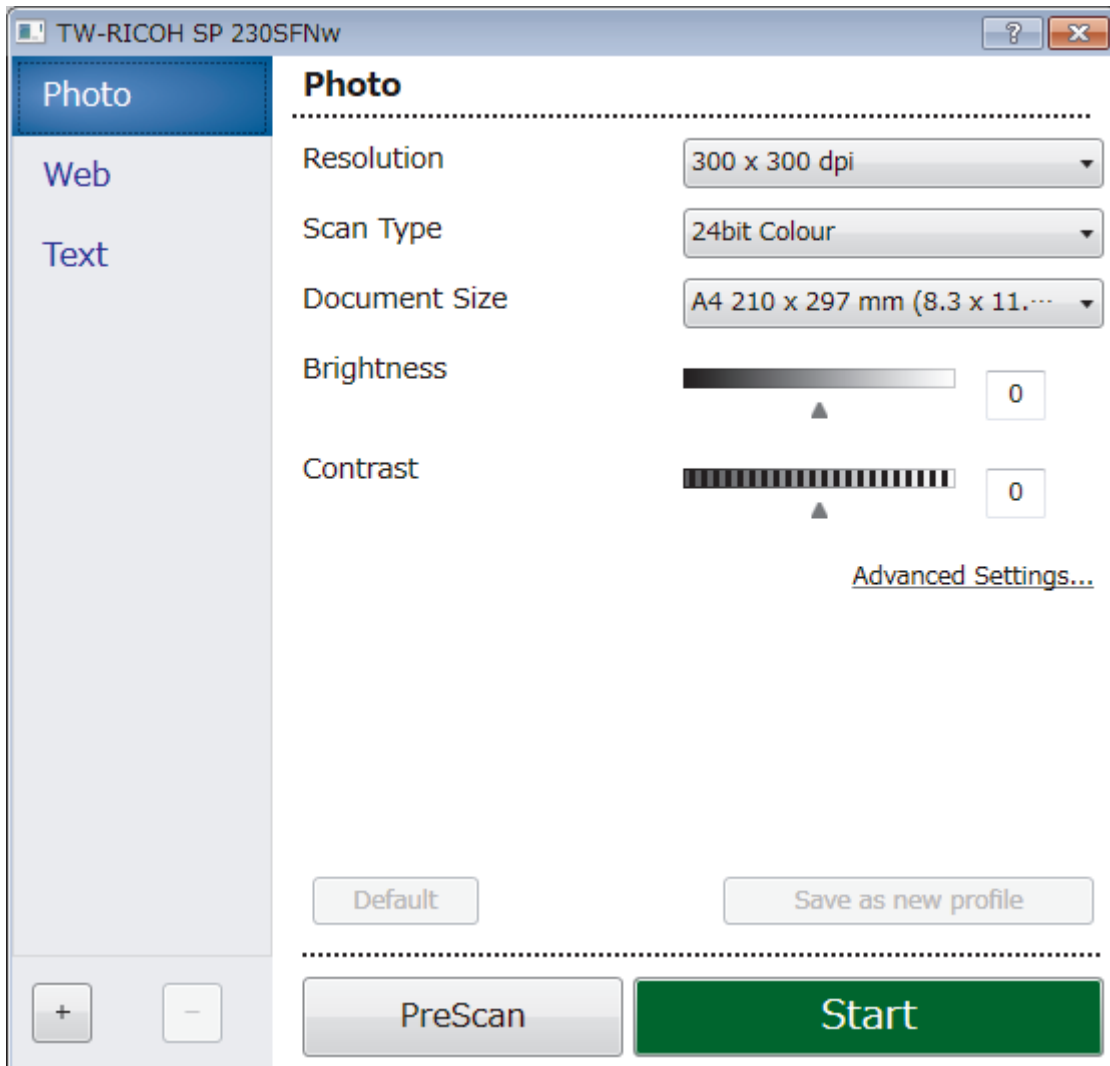 TW-RICOH SP 230SFNw
?
Photo
Web
Text
Photo
Resolution
300 x 300 dpi
Scan Type
24bit Colour
Document Size
A4 210 x 297 mm (8.3 x 11.···
Brightness
0
Contrast
0
Advanced Settings...
Default
Save as new profile
+
−
PreScan
Start